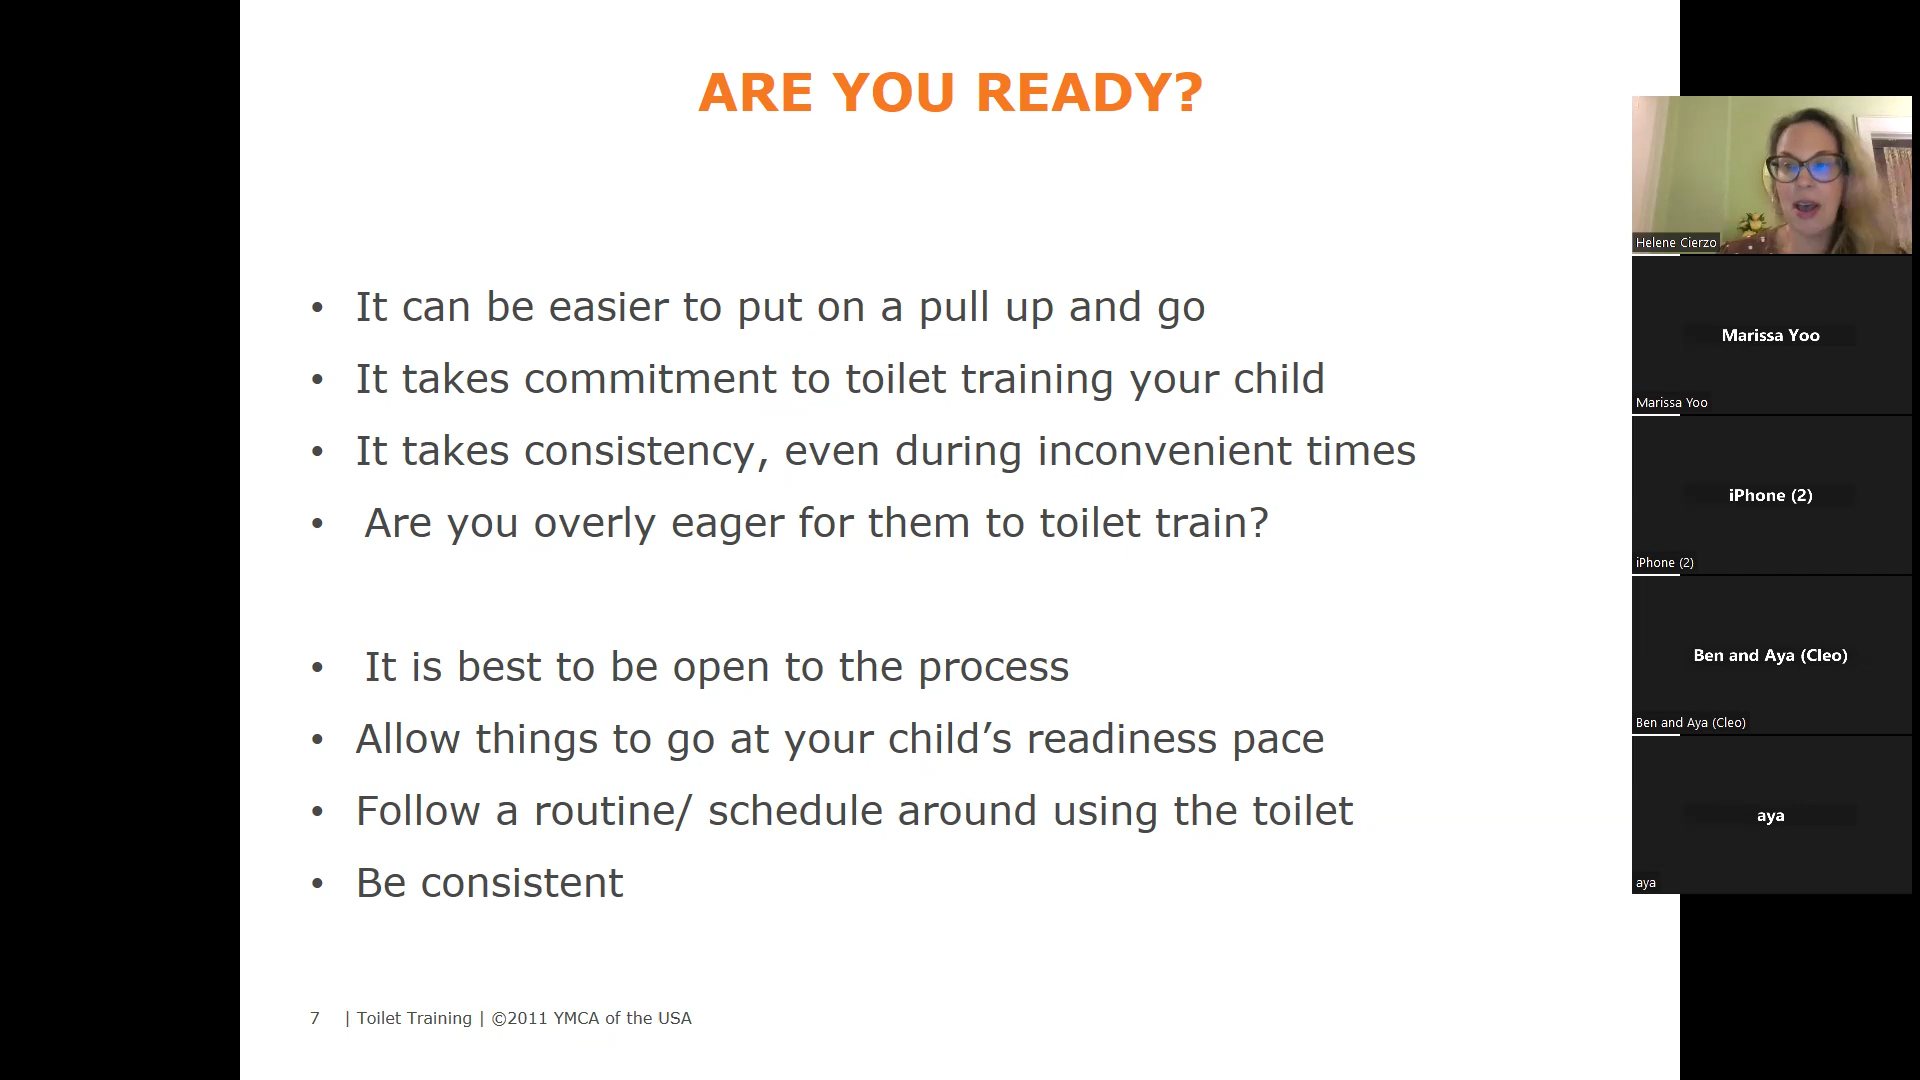 ARE YOU READY?
• It can be easier to put on a pull up and go
• It takes commitment to toilet training your child
• It takes consistency, even during inconvenient times
• Are you overly eager for them to toilet train?
• It is best to be open to the process
• Allow things to go at your child’s readiness pace
• Follow a routine/ schedule around using the toilet
• Be consistent
7 | Toilet Training | ©2011 YMCA of the USA
Helene Cierzo
Marissa Yoo
Marissa Yoo
iPhone (2)
iPhone (2)
Ben and Aya (Cleo)
Ben and Aya (Cleo)
aya
aya